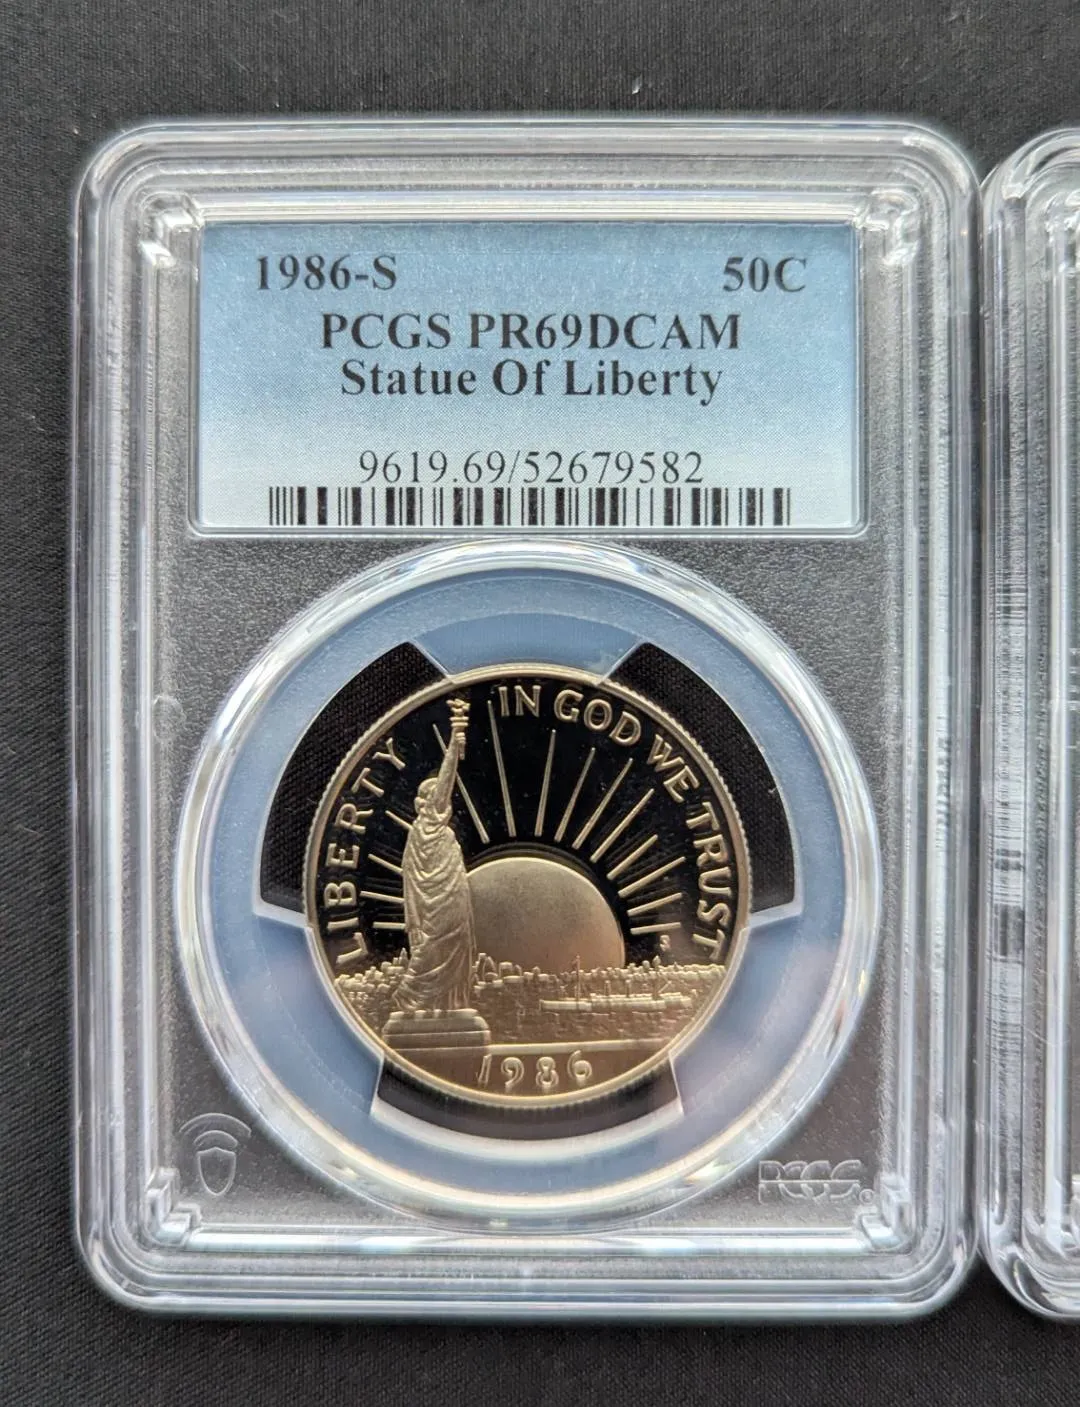 1986-S 50C
PCGS PR69DCAM
Statue Of Liberty
9619.69/52679582
LIBERTY
IN GOD WE TRUST
S
1986
PCGS